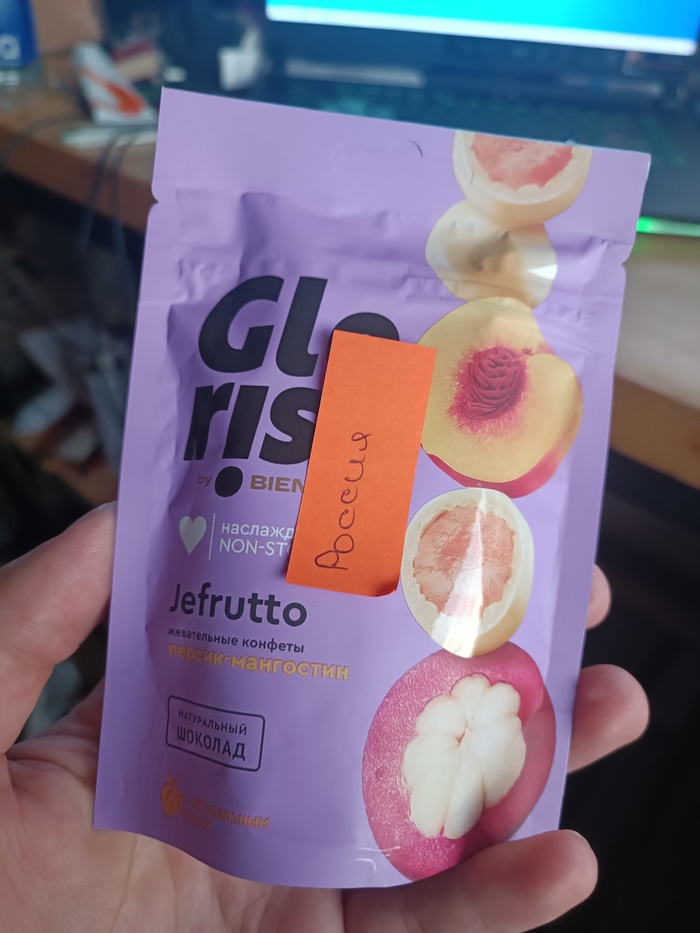 Glo
ris
by BIEN
Россия
наслажд
NON-ST
Jefrutto
жевательные конфеты
персик-мангостин
НАТУРАЛЬНЫЙ
ШОКОЛАД